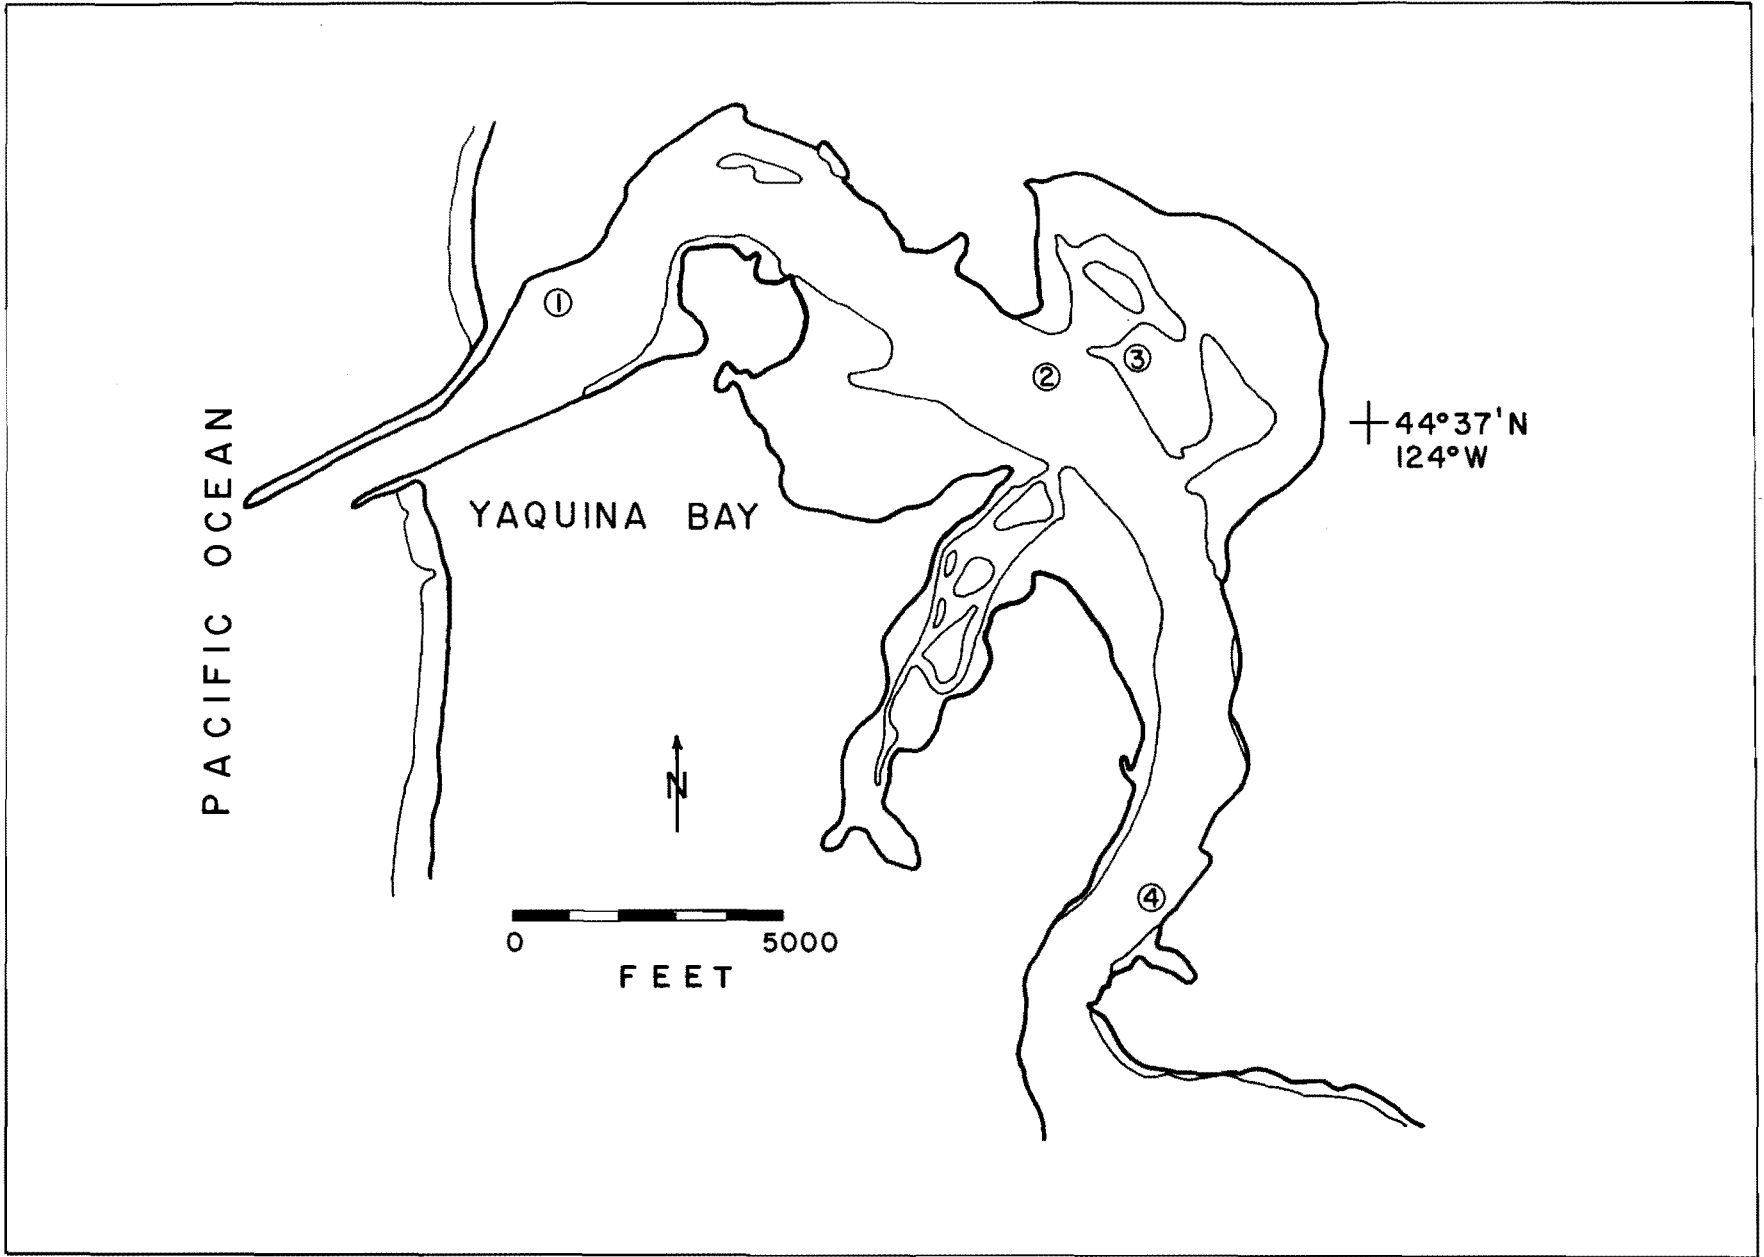 ①
②
③
44°37'N
124°W
PACIFIC OCEAN
YAQUINA BAY
N
④
0 5000
FEET